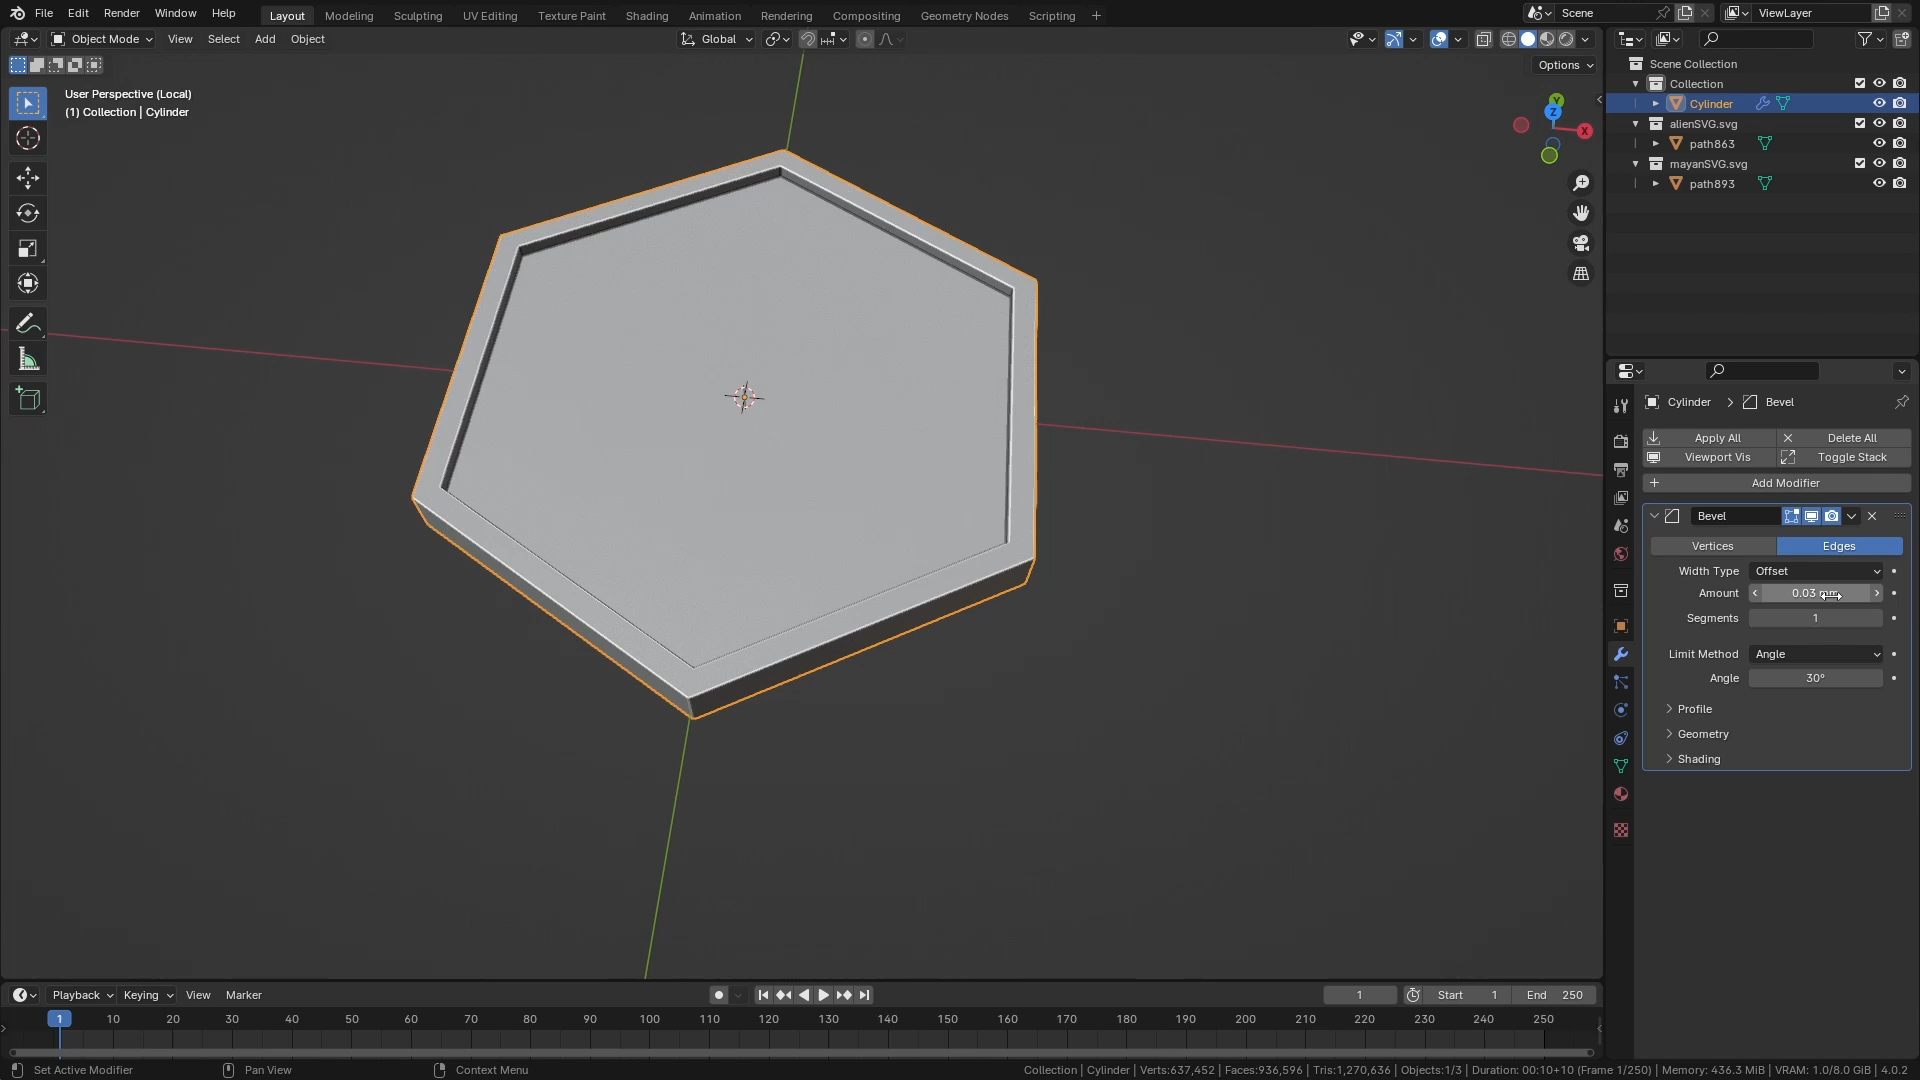 File Edit Render Window Help Layout Modeling Sculpting UV Editing Texture Paint Shading Animation Rendering Compositing Geometry Nodes Scripting + Scene ViewLayer
Object Mode View Select Add Object Global
Options
User Perspective (Local)
(1) Collection | Cylinder
Y
Z
X
Scene Collection
Collection
Cylinder
alienSVG.svg
path863
mayanSVG.svg
path893
Cylinder > Bevel
Apply All Delete All
Viewport Vis Toggle Stack
Add Modifier
Bevel
Vertices Edges
Width Type Offset
Amount 0.03
Segments 1
Limit Method Angle
Angle 30°
Profile
Geometry
Shading
Playback Keying View Marker 1 Start 1 End 250
1 10 20 30 40 50 60 70 80 90 100 110 120 130 140 150 160 170 180 190 200 210 220 230 240 250
Set Active Modifier Pan View Context Menu Collection | Cylinder | Verts:637,452 | Faces:936,596 | Tris:1,270,636 | Objects:1/3 | Duration: 00:10+10 (Frame 1/250) | Memory: 436.3 MiB | VRAM: 1.0/8.0 GiB | 4.0.2